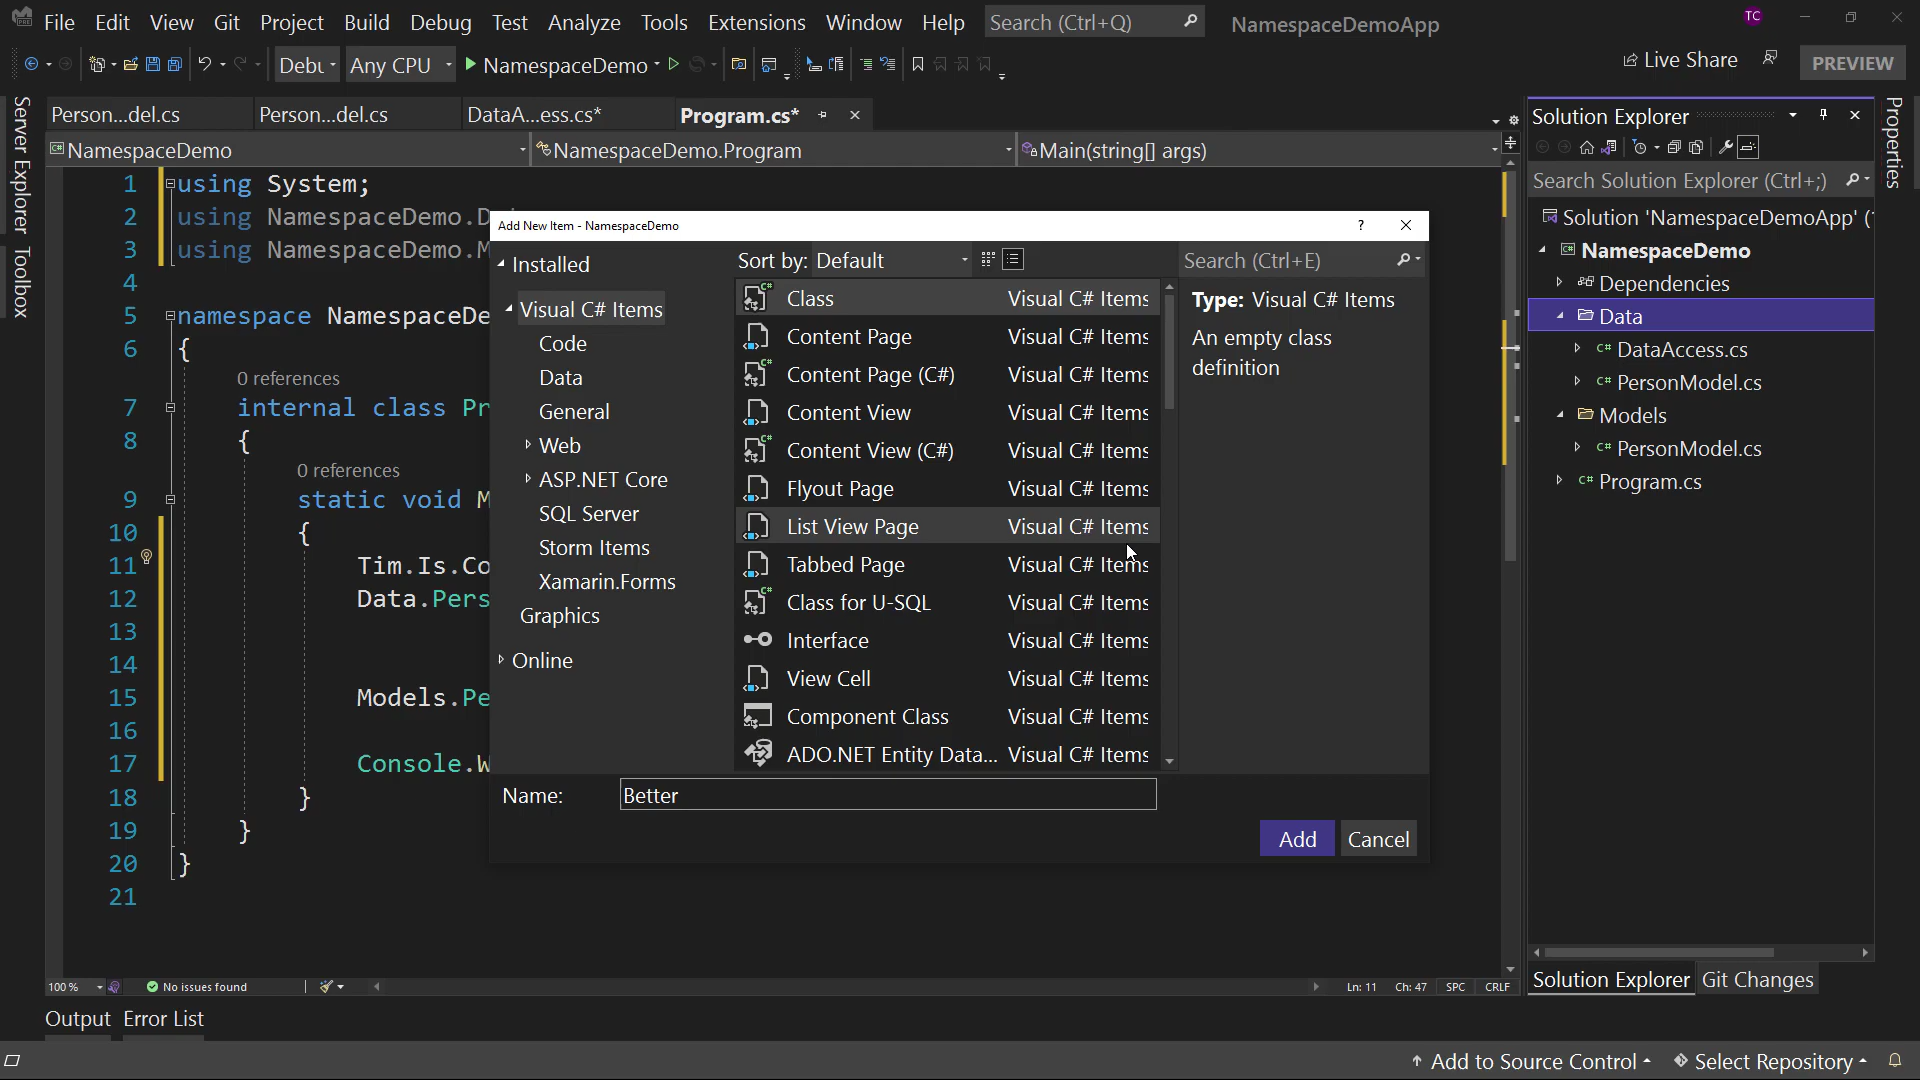 File Edit View Git Project Build Debug Test Analyze Tools Extensions Window Help Search (Ctrl+Q) NamespaceDemoApp TC
Debu Any CPU NamespaceDemo Live Share PREVIEW
Server Explorer
Toolbox
Person...del.cs Person...del.cs DataA...ess.cs* Program.cs*
NamespaceDemo NamespaceDemo.Program Main(string[] args)
1 using System;
2 using NamespaceDemo.D
3 using NamespaceDemo.M
4
5 namespace NamespaceDe
6 {
0 references
7 internal class Pr
8 {
0 references
9 static void M
10 {
11 Tim.Is.Co
12 Data.Pers
13
14
15 Models.Pe
16
17 Console.W
18 }
19 }
20 }
21
100 % No issues found Ln: 11 Ch: 47 SPC CRLF
Output Error List
Add New Item - NamespaceDemo ?
Installed
Visual C# Items
Code
Data
General
Web
ASP.NET Core
SQL Server
Storm Items
Xamarin.Forms
Graphics
Online
Sort by: Default
Search (Ctrl+E)
Class Visual C# Items
Content Page Visual C# Items
Content Page (C#) Visual C# Items
Content View Visual C# Items
Content View (C#) Visual C# Items
Flyout Page Visual C# Items
List View Page Visual C# Items
Tabbed Page Visual C# Items
Class for U-SQL Visual C# Items
Interface Visual C# Items
View Cell Visual C# Items
Component Class Visual C# Items
ADO.NET Entity Data... Visual C# Items
Type: Visual C# Items
An empty class
definition
Name: Better
Add Cancel
Solution Explorer
Search Solution Explorer (Ctrl+;)
Solution 'NamespaceDemoApp' (
NamespaceDemo
Dependencies
Data
C# DataAccess.cs
C# PersonModel.cs
Models
C# PersonModel.cs
C# Program.cs
Solution Explorer Git Changes
Properties
Add to Source Control Select Repository